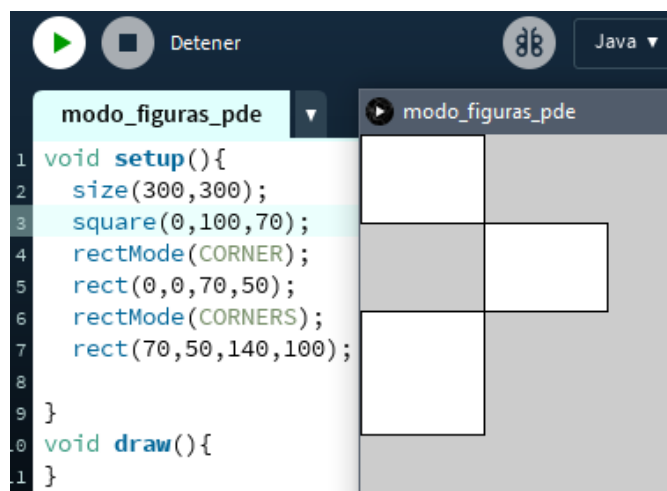 Detener
Java ▼
modo_figuras_pde ▼
modo_figuras_pde
1 void setup(){
2 size(300,300);
3 square(0,100,70);
4 rectMode(CORNER);
5 rect(0,0,70,50);
6 rectMode(CORNERS);
7 rect(70,50,140,100);
8
9 }
.0 void draw(){
.1 }